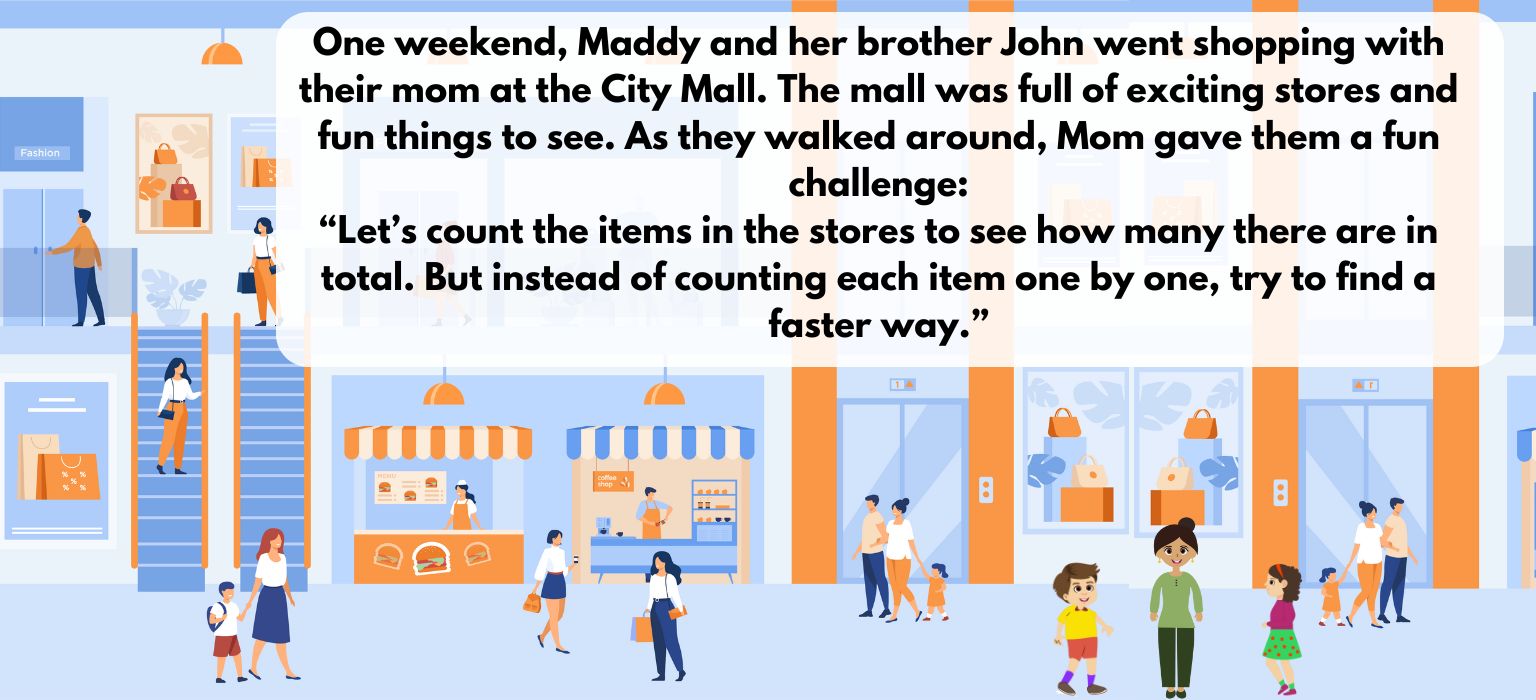 One weekend, Maddy and her brother John went shopping with
their mom at the City Mall. The mall was full of exciting stores and
fun things to see. As they walked around, Mom gave them a fun
challenge:
“Let’s count the items in the stores to see how many there are in
total. But instead of counting each item one by one, try to find a
faster way.”
Fashion
MENU
coffee
shop
1
1
%
%
%
%
%